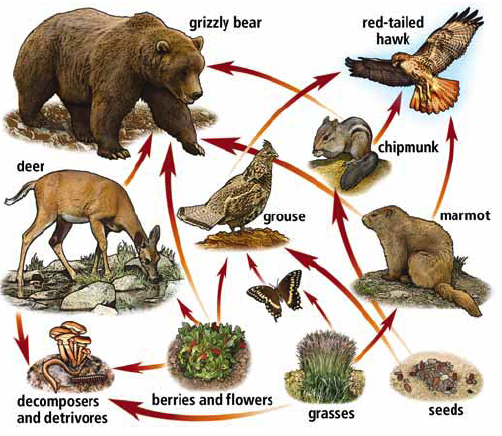 grizzly bear
red-tailed
hawk
deer
chipmunk
grouse
marmot
decomposers
and detrivores
berries and flowers
grasses
seeds